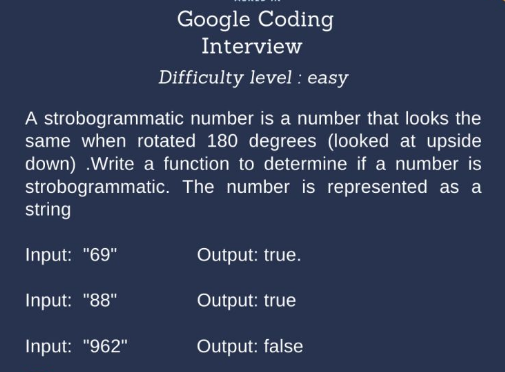 Google Coding
Interview
Difficulty level : easy
A strobogrammatic number is a number that looks the
same when rotated 180 degrees (looked at upside
down) .Write a function to determine if a number is
strobogrammatic. The number is represented as a
string
Input: "69" Output: true.
Input: "88" Output: true
Input: "962" Output: false